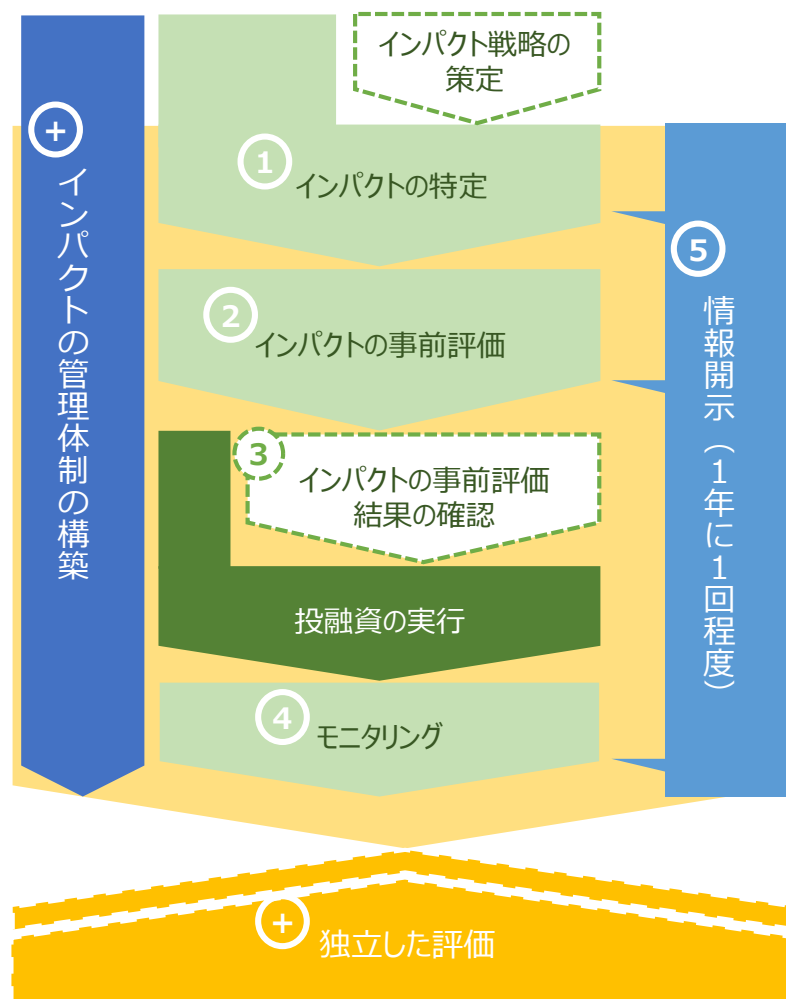 インパクト戦略の
策定
+
インパクトの管理体制の構築
1
インパクトの特定
2
インパクトの事前評価
3
インパクトの事前評価
結果の確認
投融資の実行
4
モニタリング
5
情報開示（1年に1回程度）
+
独立した評価